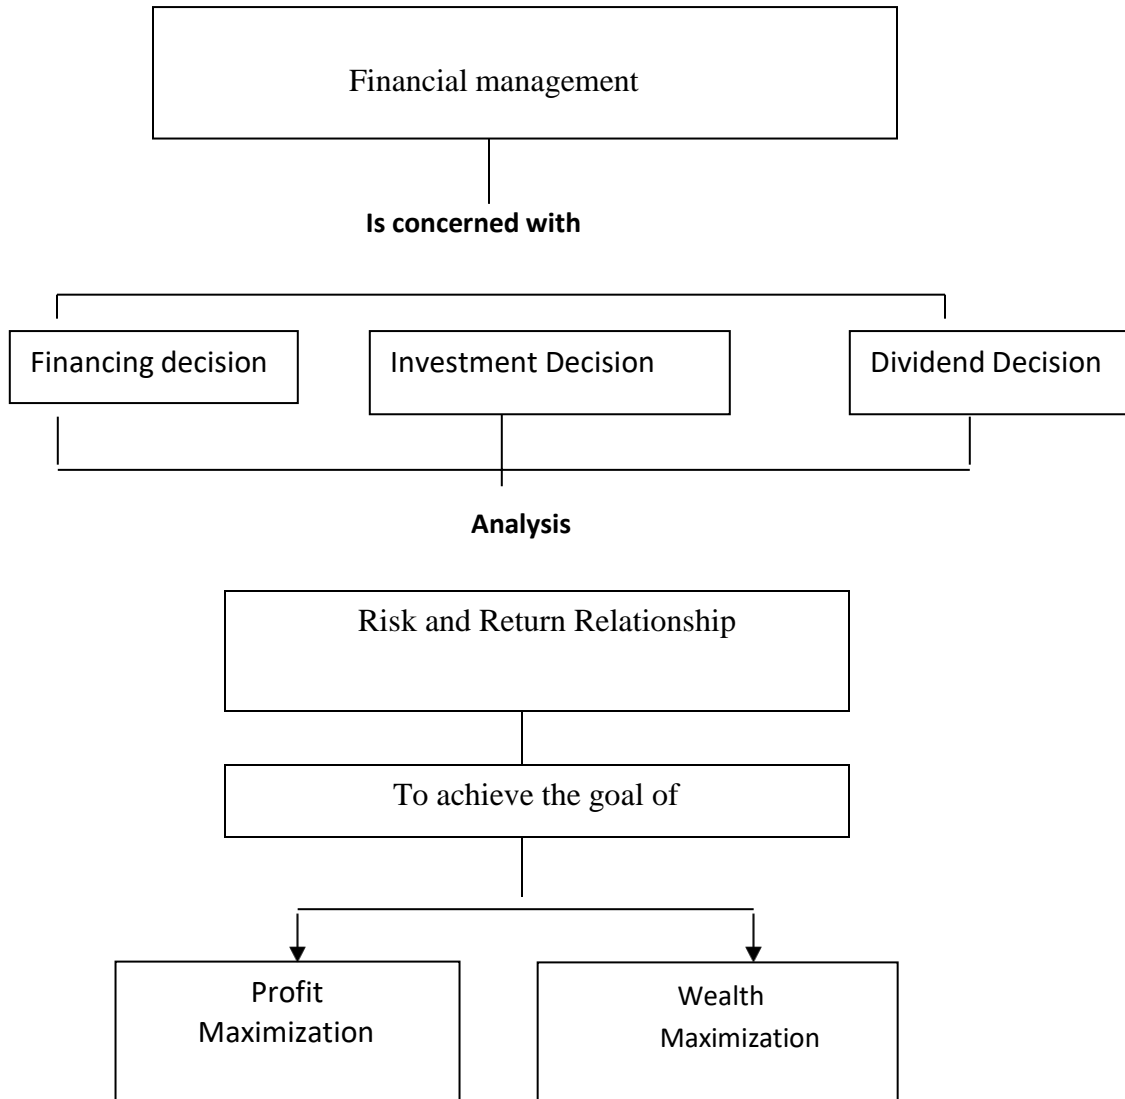 Financial management
Is concerned with
Financing decision
Investment Decision
Dividend Decision
Analysis
Risk and Return Relationship
To achieve the goal of
Profit
Maximization
Wealth
Maximization